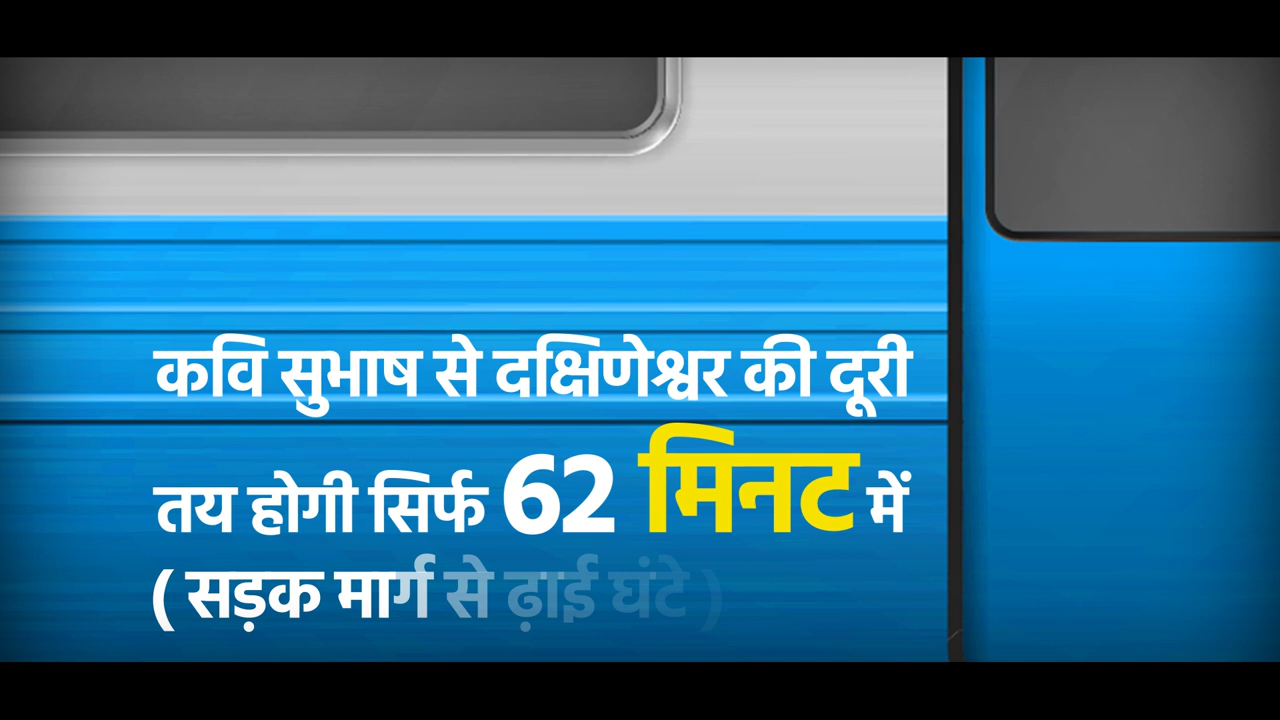 कवि सुभाष से दक्षिणेश्वर की दूरी
तय होगी सिर्फ 62 मिनट में
( सड़क मार्ग से ढ़ाई घंटे )